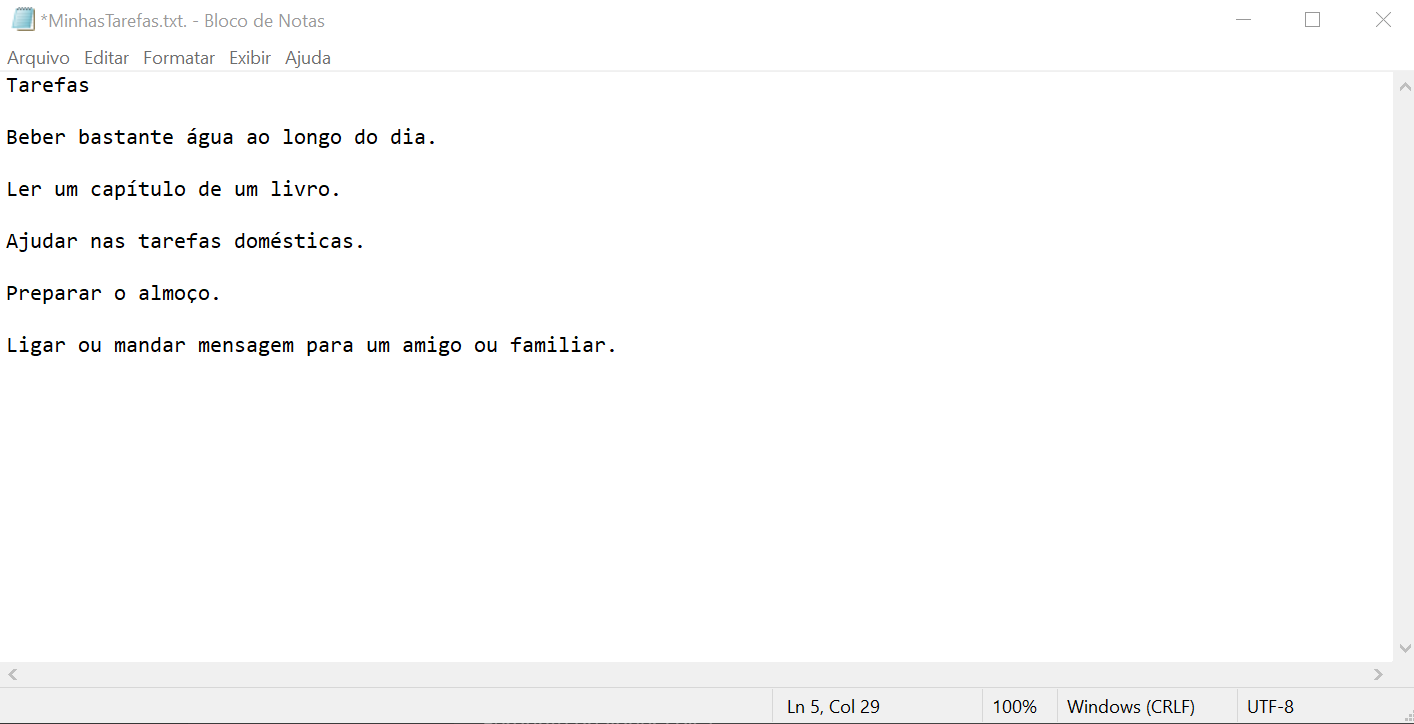 *MinhasTarefas.txt. - Bloco de Notas
Arquivo Editar Formatar Exibir Ajuda
Tarefas
Beber bastante água ao longo do dia.
Ler um capítulo de um livro.
Ajudar nas tarefas domésticas.
Preparar o almoço.
Ligar ou mandar mensagem para um amigo ou familiar.
Ln 5, Col 29 100% Windows (CRLF) UTF-8